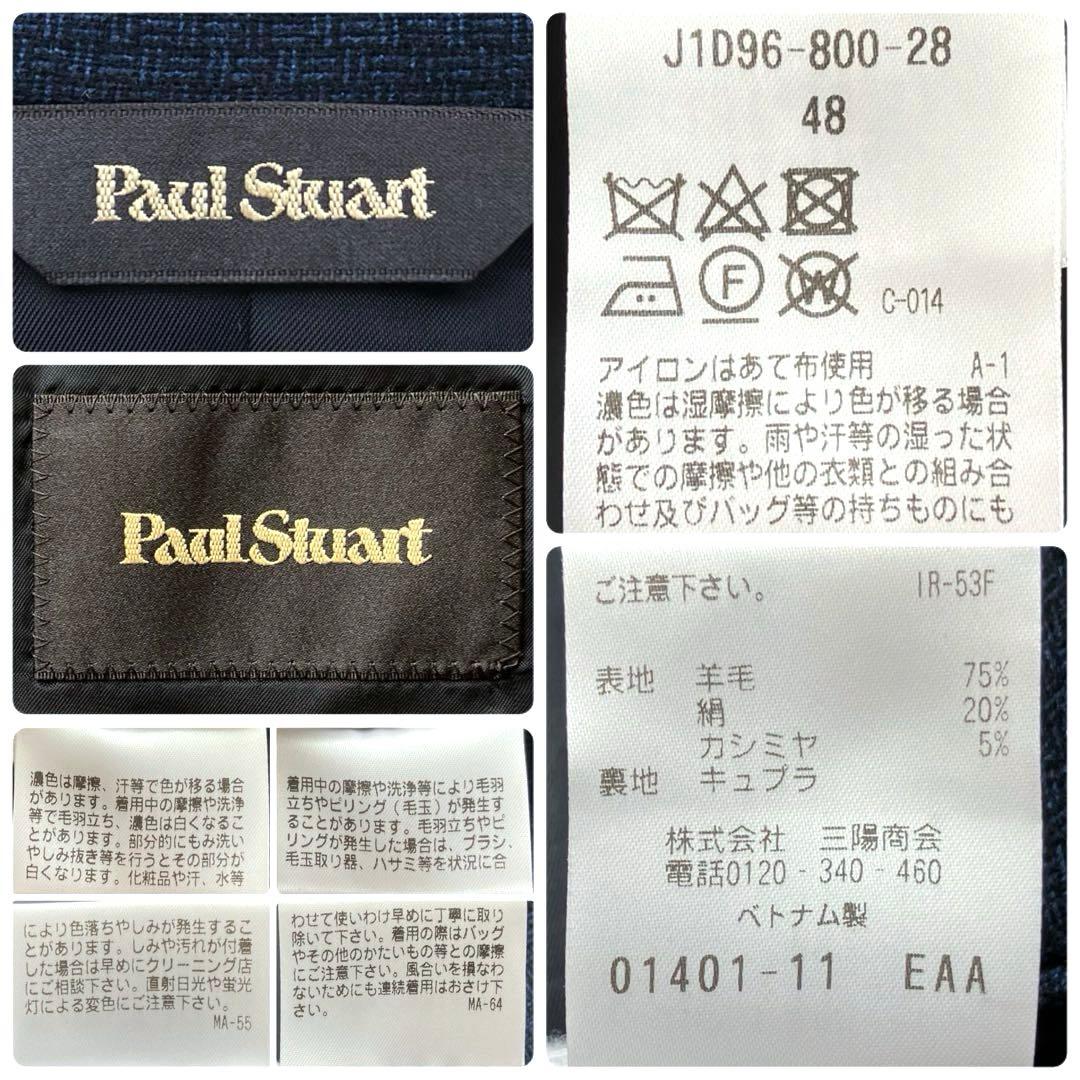 Paul Stuart
Paul Stuart
J1D96-800-28
48
F
W
C-014
アイロンはあて布使用 A-1
濃色は湿摩擦により色が移る場合
があります。雨や汗等の湿った状
態での摩擦や他の衣類との組み合
わせ及びバッグ等の持ちものにも
ご注意下さい。 IR-53F
表地 羊毛 75%
絹 20%
カシミヤ 5%
裏地 キュプラ
株式会社 三陽商会
電話0120-340-460
ベトナム製
01401-11 EAA
濃色は摩擦、汗等で色が移る場合
があります。着用中の摩擦や洗浄
等で毛羽立ち、濃色は白くなるこ
とがあります。部分的にもみ洗い
やしみ抜き等を行うとその部分が
白くなります。化粧品や汗、水等
着用中の摩擦や洗浄等により毛羽
立ちやピリング(毛玉)が発生す
ることがあります。毛羽立ちやピ
リングが発生した場合は、ブラシ、
毛玉取り器、ハサミ等を状況に合
により色落ちやしみが発生するこ
とがあります。しみや汚れが付着
した場合は早めにクリーニング店
にご相談下さい。直射日光や蛍光
灯による変色にご注意下さい。
MA-55
わせて使いわけ早めに丁寧に取り
除いて下さい。着用の際はバッグ
やその他のかたいもの等との摩擦
にご注意下さい。風合いを損なわ
ないためにも連続着用はおさけ下
さい。 MA-64